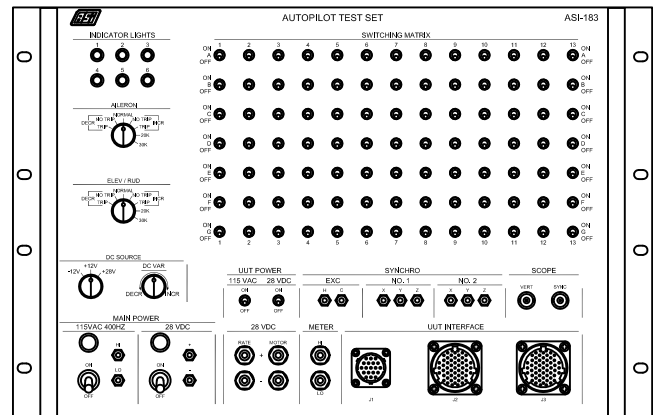 ASI AUTOPILOT TEST SET ASI-183
INDICATOR LIGHTS SWITCHING MATRIX
1 2 3
4 5 6
1 2 3 4 5 6 7 8 9 10 11 12 13
ON A OFF ON A OFF
ON B OFF ON B OFF
ON C OFF ON C OFF
ON D OFF ON D OFF
ON E OFF ON E OFF
ON F OFF ON F OFF
ON G OFF ON G OFF
1 2 3 4 5 6 7 8 9 10 11 12 13
AILERON
NORMAL
NO TRIP NO TRIP
DECR INCR
TRIP TRIP
20K
30K
ELEV / RUD
NORMAL
NO TRIP NO TRIP
DECR INCR
TRIP TRIP
20K
30K
DC SOURCE
+12V
-12V +28V
DC VAR
DECR INCR
UUT POWER
115 VAC 28 VDC
ON ON
OFF OFF
SYNCHRO
EXC NO. 1 NO. 2
H C X Y Z X Y Z
SCOPE
VERT SYNC
MAIN POWER
115VAC 400HZ 28 VDC
HI +
LO -
ON ON
OFF OFF
28 VDC
RATE + MOTOR
-
METER
HI
LO
UUT INTERFACE
J1 J2 J3